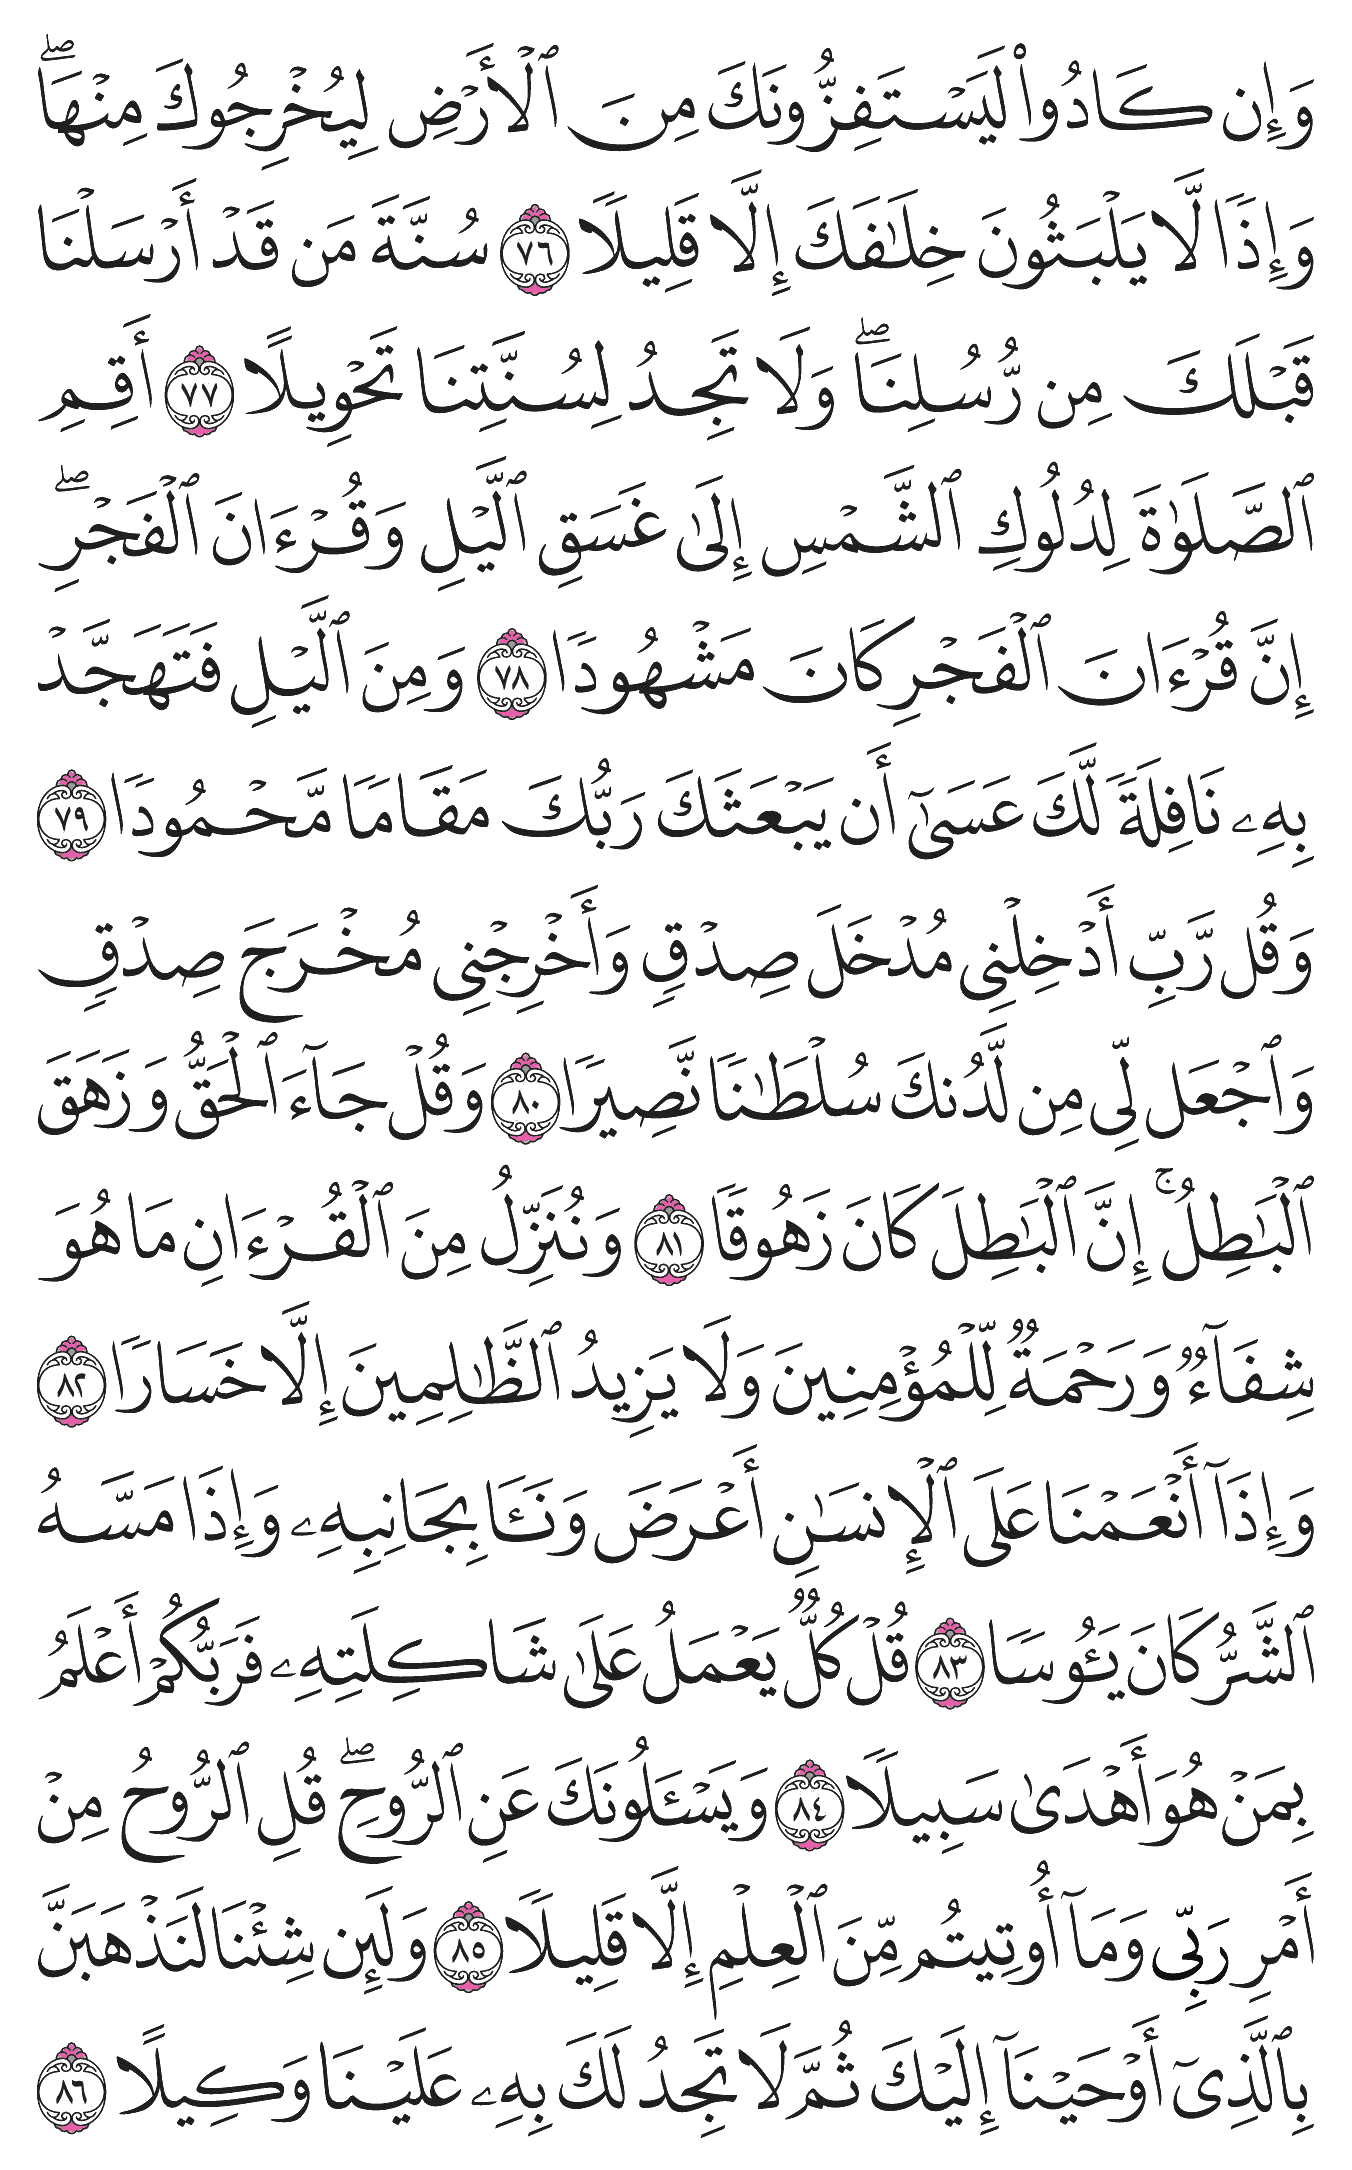 وَإِن كَادُوا۟ لَيَسْتَفِزُّونَكَ مِنَ ٱلْأَرْضِ لِيُخْرِجُوكَ مِنْهَا ۖ
وَإِذًا لَّا يَلْبَثُونَ خِلَـٰفَكَ إِلَّا قَلِيلًا ٧٦ سُنَّةَ مَن قَدْ أَرْسَلْنَا
قَبْلَكَ مِن رُّسُلِنَا ۖ وَلَا تَجِدُ لِسُنَّتِنَا تَحْوِيلًا ٧٧ أَقِمِ
ٱلصَّلَوٰةَ لِدُلُوكِ ٱلشَّمْسِ إِلَىٰ غَسَقِ ٱلَّيْلِ وَقُرْءَانَ ٱلْفَجْرِ ۖ
إِنَّ قُرْءَانَ ٱلْفَجْرِ كَانَ مَشْهُودًا ٧٨ وَمِنَ ٱلَّيْلِ فَتَهَجَّدْ
بِهِۦ نَافِلَةً لَّكَ عَسَىٰٓ أَن يَبْعَثَكَ رَبُّكَ مَقَامًا مَّحْمُودًا ٧٩
وَقُل رَّبِّ أَدْخِلْنِى مُدْخَلَ صِدْقٍ وَأَخْرِجْنِى مُخْرَجَ صِدْقٍ
وَٱجْعَل لِّى مِن لَّدُنكَ سُلْطَـٰنًا نَّصِيرًا ٨٠ وَقُلْ جَآءَ ٱلْحَقُّ وَزَهَقَ
ٱلْبَـٰطِلُ ۚ إِنَّ ٱلْبَـٰطِلَ كَانَ زَهُوقًا ٨١ وَنُنَزِّلُ مِنَ ٱلْقُرْءَانِ مَا هُوَ
شِفَآءٌ وَرَحْمَةٌ لِّلْمُؤْمِنِينَ وَلَا يَزِيدُ ٱلظَّـٰلِمِينَ إِلَّا خَسَارًا ٨٢
وَإِذَآ أَنْعَمْنَا عَلَى ٱلْإِنسَـٰنِ أَعْرَضَ وَنَـَٔا بِجَانِبِهِۦ وَإِذَا مَسَّهُ
ٱلشَّرُّ كَانَ يَـُٔوسًا ٨٣ قُلْ كُلٌّ يَعْمَلُ عَلَىٰ شَاكِلَتِهِۦ فَرَبُّكُمْ أَعْلَمُ
بِمَنْ هُوَ أَهْدَىٰ سَبِيلًا ٨٤ وَيَسْـَٔلُونَكَ عَنِ ٱلرُّوحِ ۖ قُلِ ٱلرُّوحُ مِنْ
أَمْرِ رَبِّى وَمَآ أُوتِيتُم مِّنَ ٱلْعِلْمِ إِلَّا قَلِيلًا ٨٥ وَلَئِن شِئْنَا لَنَذْهَبَنَّ
بِٱلَّذِىٓ أَوْحَيْنَآ إِلَيْكَ ثُمَّ لَا تَجِدُ لَكَ بِهِۦ عَلَيْنَا وَكِيلًا ٨٦